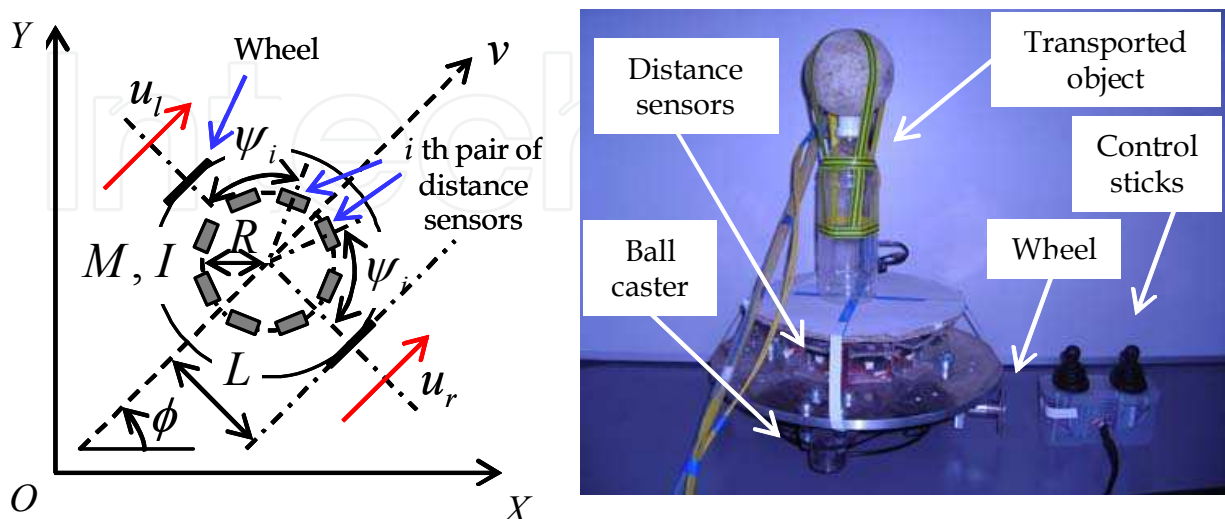 Y
Wheel
v
u_l
ψ_i
i th pair of
distance
sensors
R
M , I
ψ_i
L
u_r
ϕ
O
X
Intech
Distance
sensors
Transported
object
Control
sticks
Ball
caster
Wheel